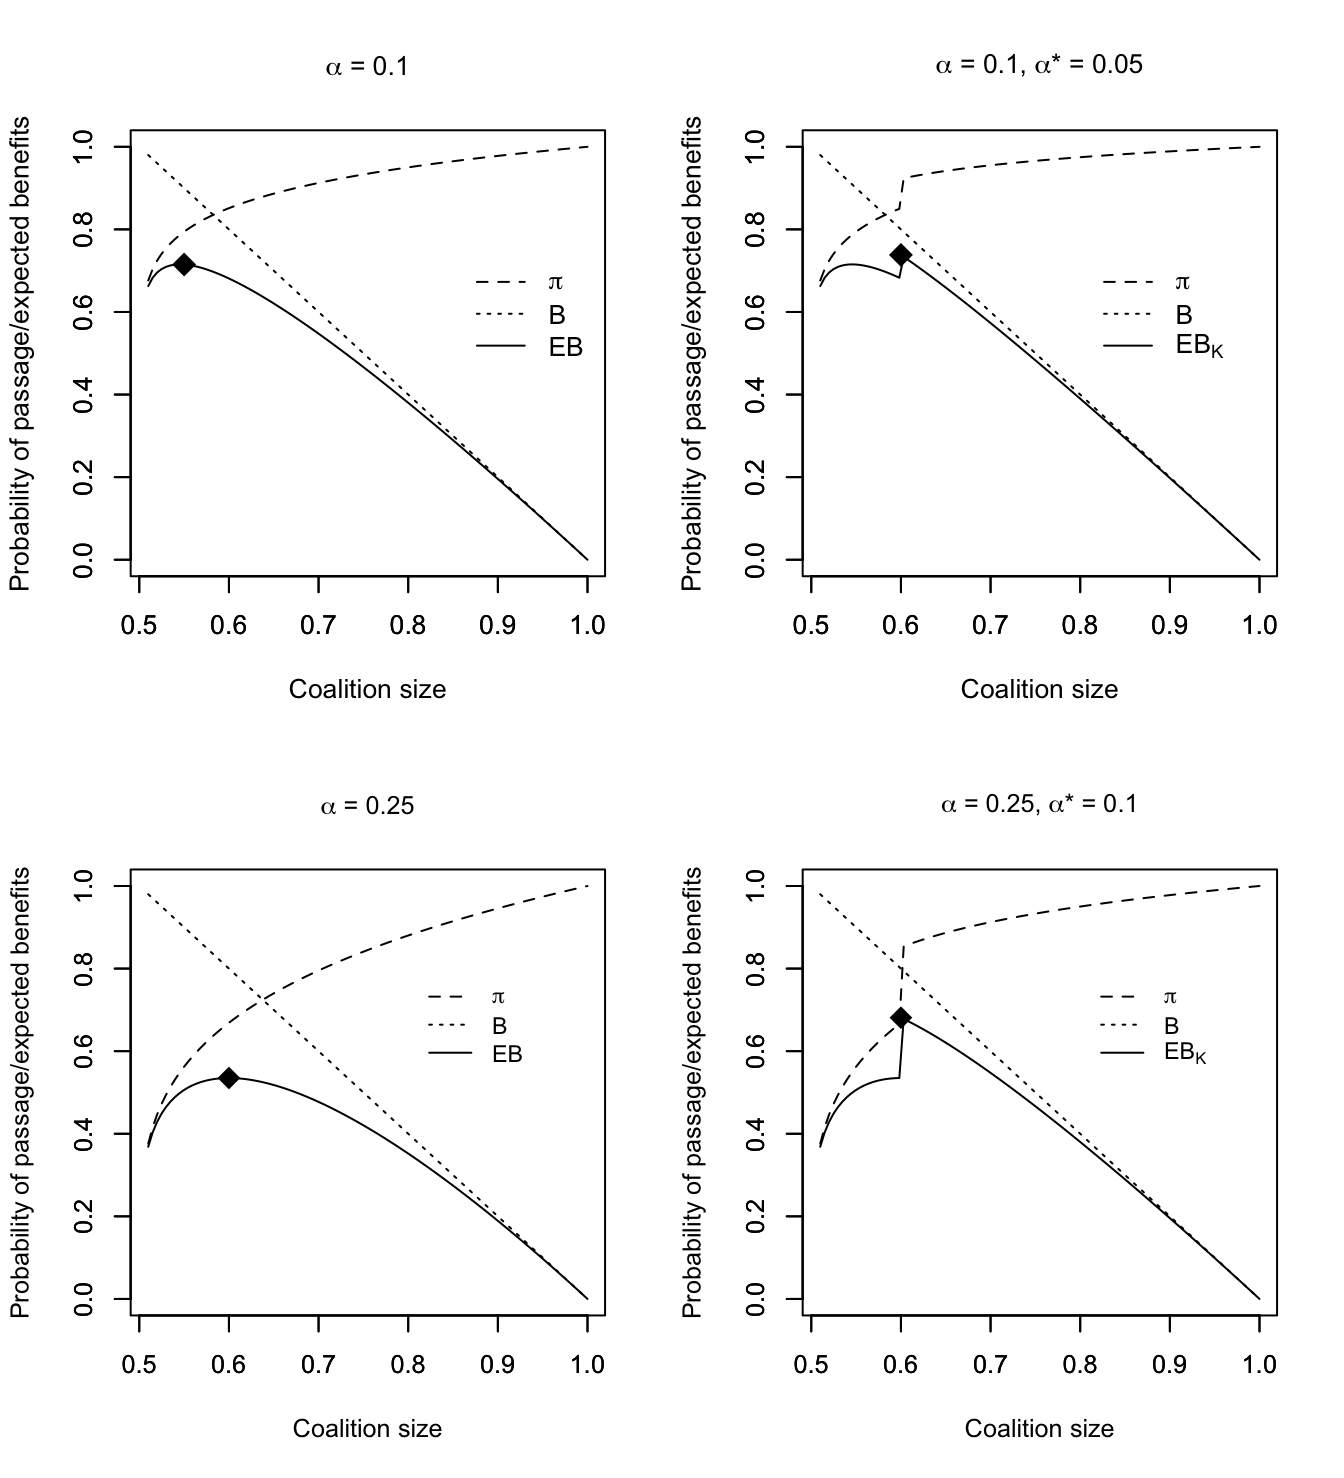 α = 0.1
Probability of passage/expected benefits
1.0
0.8
0.6
0.4
0.2
0.0
π
B
EB
0.5 0.6 0.7 0.8 0.9 1.0
Coalition size
α = 0.1, α* = 0.05
Probability of passage/expected benefits
1.0
0.8
0.6
0.4
0.2
0.0
π
B
EB_K
0.5 0.6 0.7 0.8 0.9 1.0
Coalition size
α = 0.25
Probability of passage/expected benefits
1.0
0.8
0.6
0.4
0.2
0.0
π
B
EB
0.5 0.6 0.7 0.8 0.9 1.0
Coalition size
α = 0.25, α* = 0.1
Probability of passage/expected benefits
1.0
0.8
0.6
0.4
0.2
0.0
π
B
EB_K
0.5 0.6 0.7 0.8 0.9 1.0
Coalition size